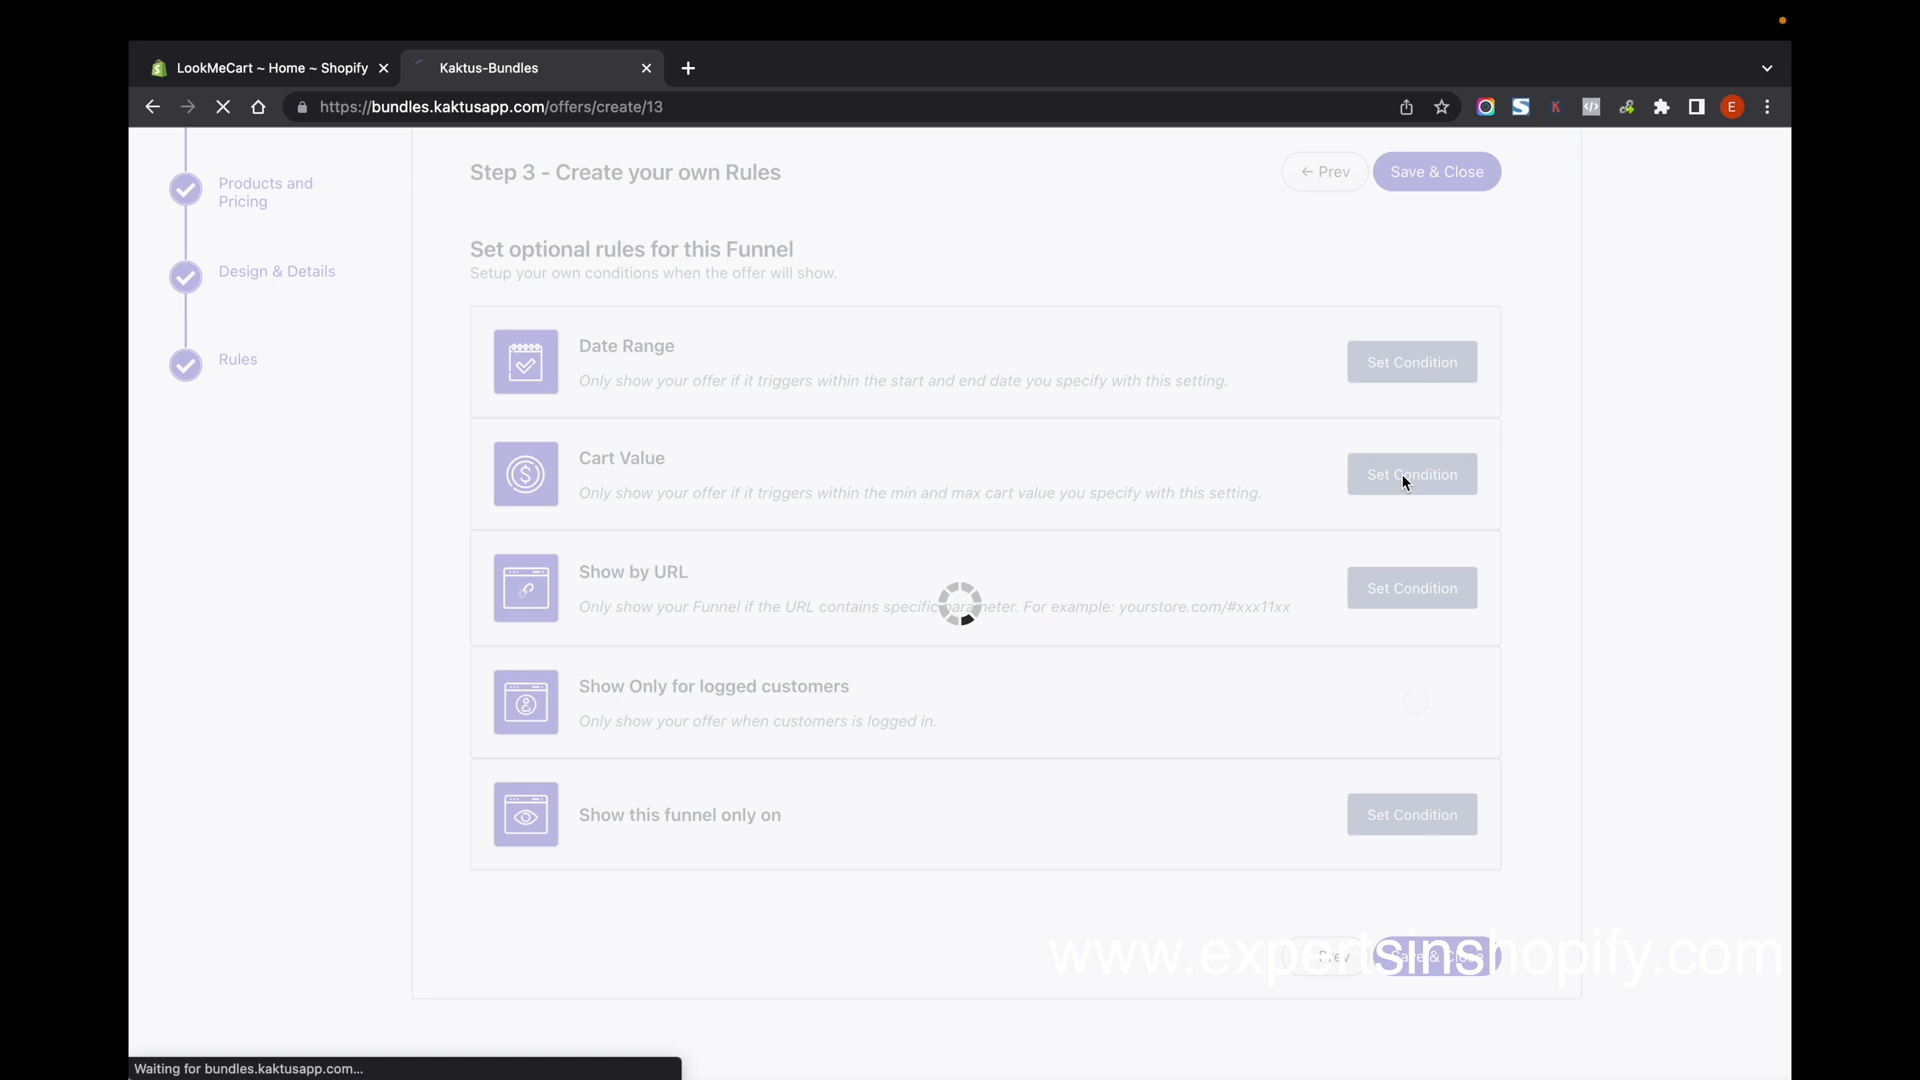 LookMeCart ~ Home ~ Shopify
Kaktus-Bundles
https://bundles.kaktusapp.com/offers/create/13
K
E
Products and
Pricing
Design & Details
Rules
Step 3 - Create your own Rules
← Prev
Save & Close
Set optional rules for this Funnel
Setup your own conditions when the offer will show.
Date Range
Only show your offer if it triggers within the start and end date you specify with this setting.
Set Condition
Cart Value
Only show your offer if it triggers within the min and max cart value you specify with this setting.
Set Condition
Show by URL
Only show your Funnel if the URL contains specific parameter. For example: yourstore.com/#xxx11xx
Set Condition
Show Only for logged customers
Only show your offer when customers is logged in.
Show this funnel only on
Set Condition
Prev
Save & Close
www.expertsinshopify.com
Waiting for bundles.kaktusapp.com...